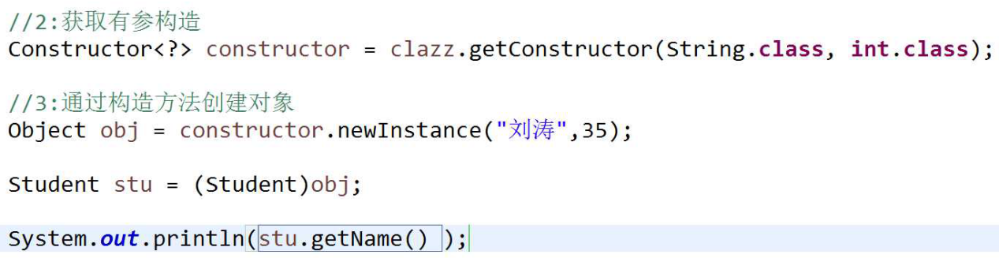 //2:获取有参构造
Constructor<?> constructor = clazz.getConstructor(String.class, int.class);
//3:通过构造方法创建对象
Object obj = constructor.newInstance("刘涛",35);
Student stu = (Student)obj;
System.out.println(stu.getName() );